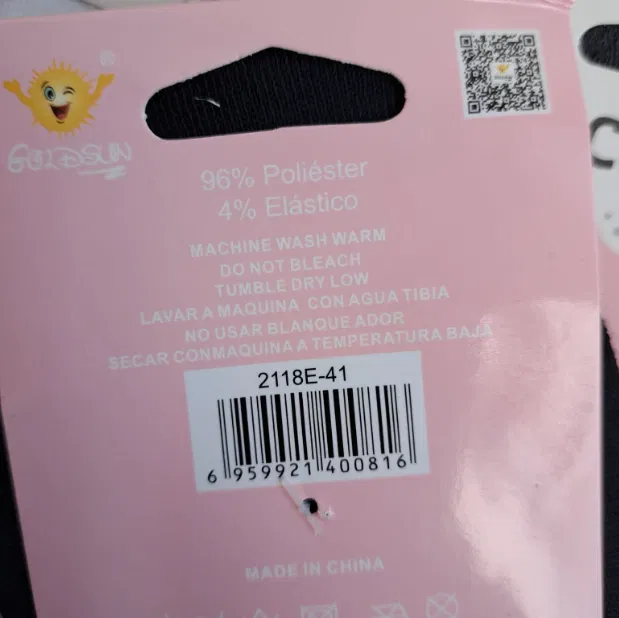 ®
GOLDSUN
96% Poliéster
4% Elástico
MACHINE WASH WARM
DO NOT BLEACH
TUMBLE DRY LOW
LAVAR A MAQUINA CON AGUA TIBIA
NO USAR BLANQUE ADOR
SECAR CONMAQUINA A TEMPERATURA BAJA
2118E-41
6 959921 400816
MADE IN CHINA